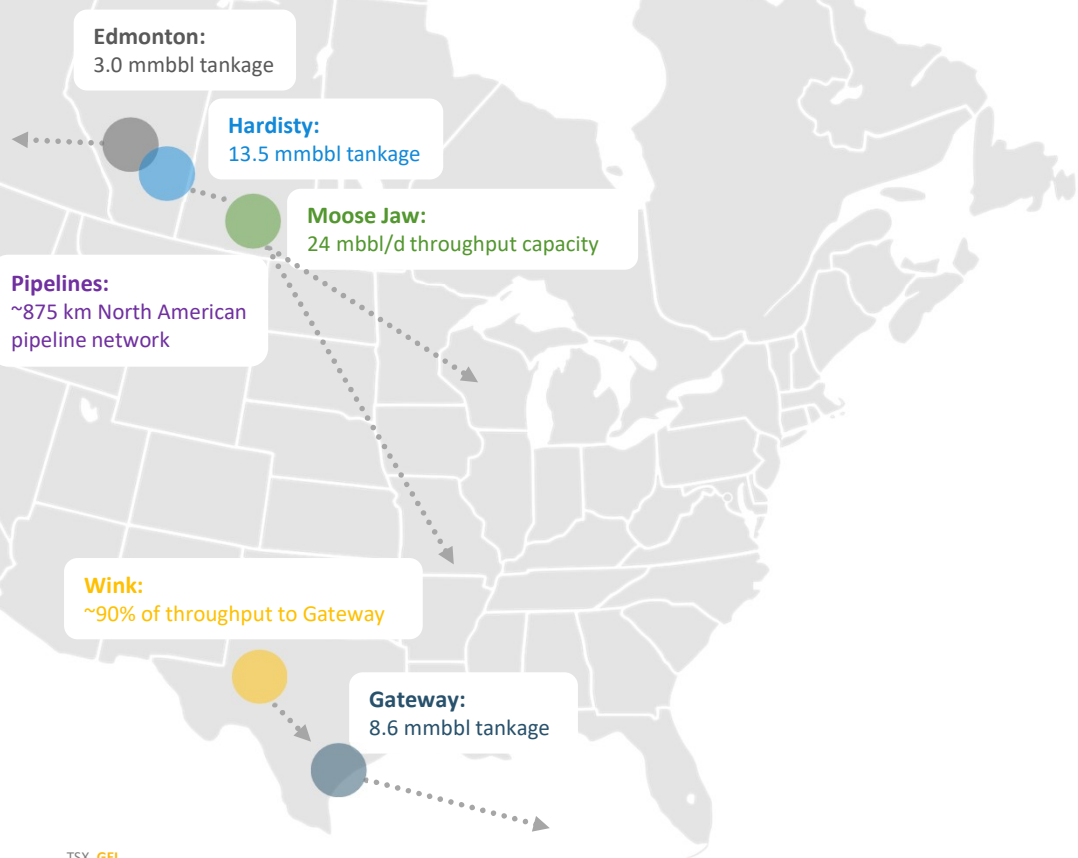 Edmonton:
3.0 mmbbl tankage
Hardisty:
13.5 mmbbl tankage
Moose Jaw:
24 mbbl/d throughput capacity
Pipelines:
~875 km North American
pipeline network
Wink:
~90% of throughput to Gateway
Gateway:
8.6 mmbbl tankage